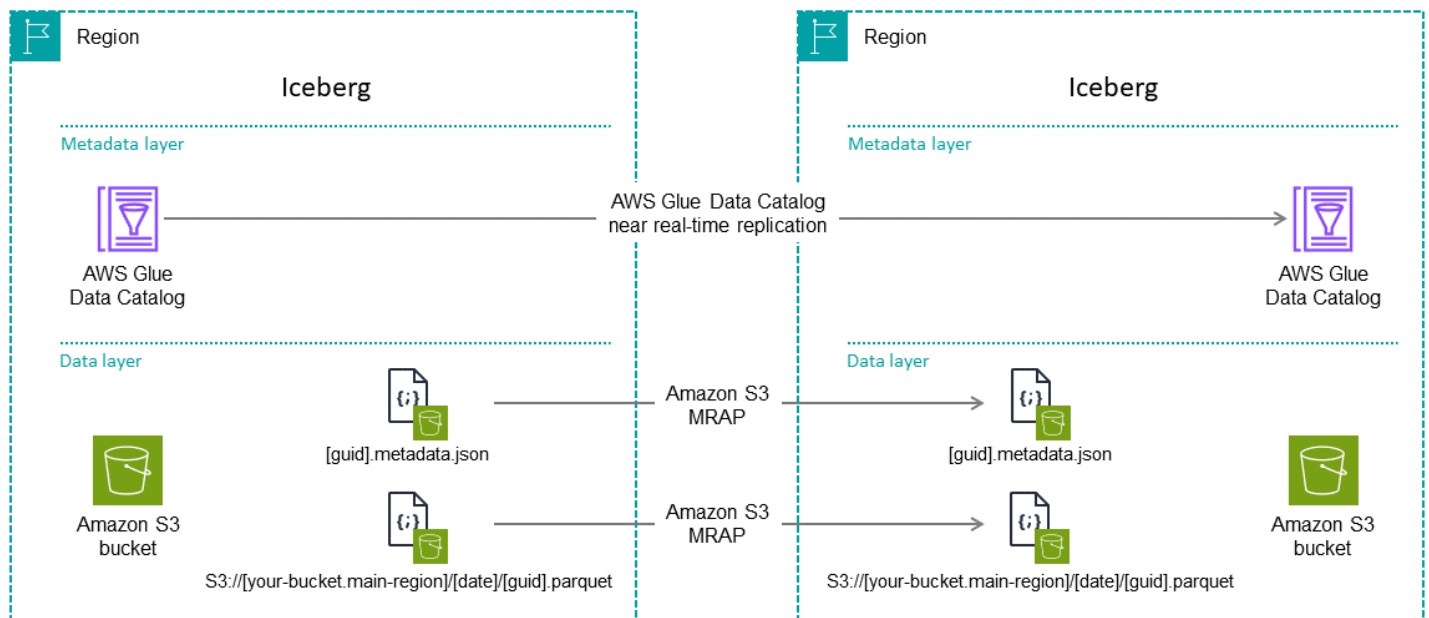 Region
Region
Iceberg
Iceberg
Metadata layer
Metadata layer
AWS Glue Data Catalog
near real-time replication
AWS Glue
Data Catalog
AWS Glue
Data Catalog
Data layer
Data layer
{;}
Amazon S3
MRAP
{;}
[guid].metadata.json
[guid].metadata.json
Amazon S3
bucket
{;}
Amazon S3
MRAP
{;}
Amazon S3
bucket
S3://[your-bucket.main-region]/[date]/[guid].parquet
S3://[your-bucket.main-region]/[date]/[guid].parquet